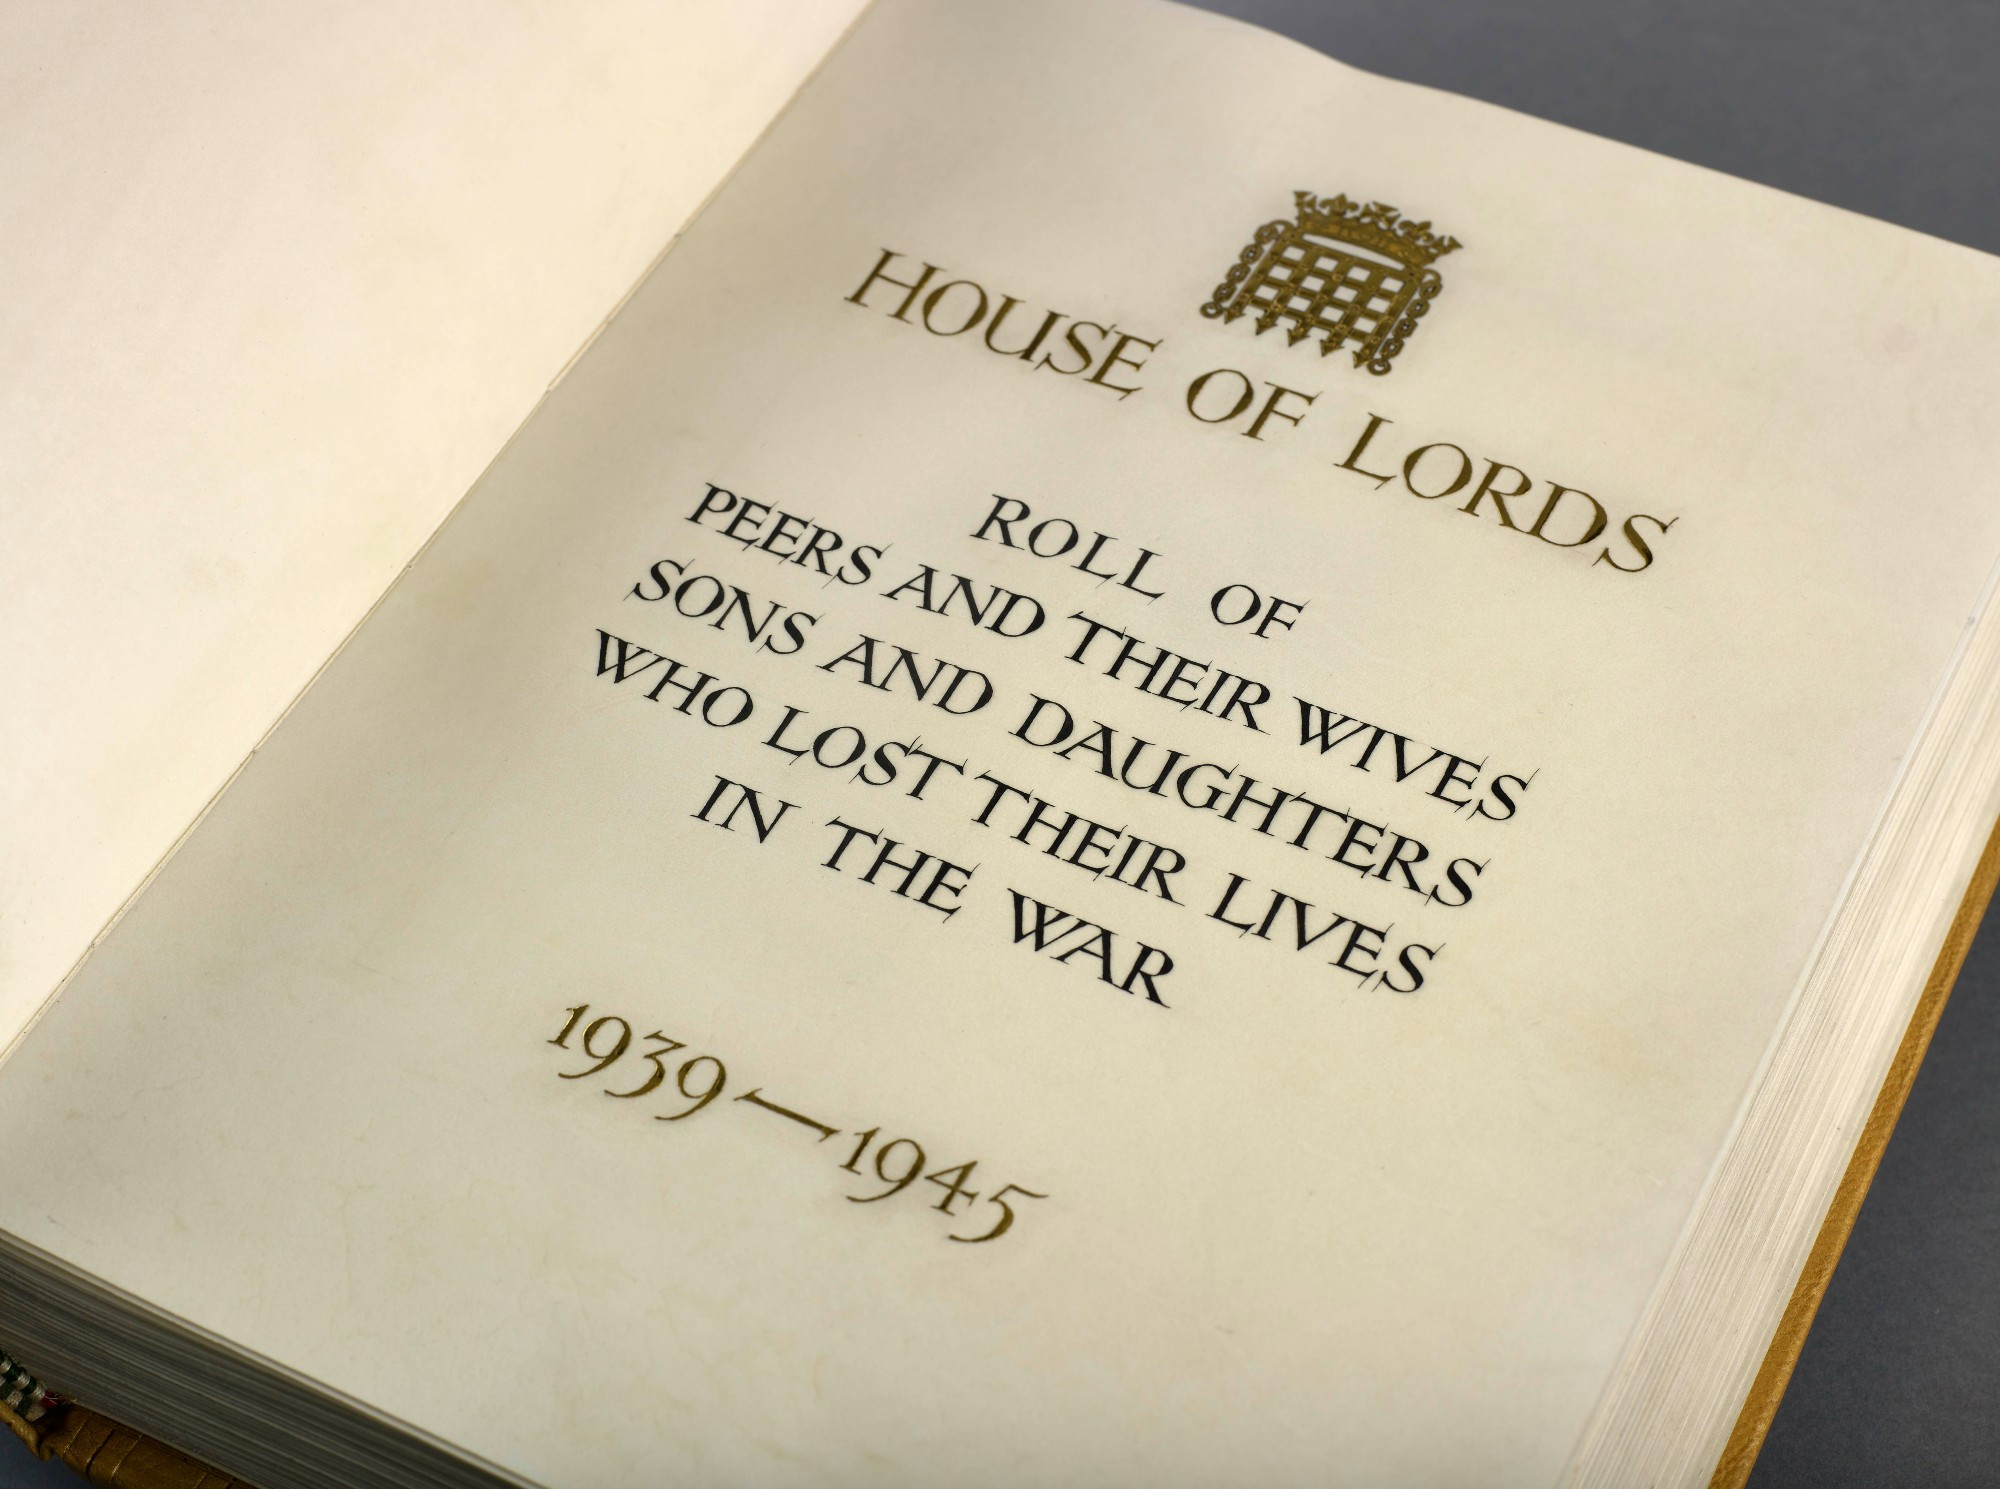 HOUSE OF LORDS
ROLL OF
PEERS AND THEIR WIVES
SONS AND DAUGHTERS
WHO LOST THEIR LIVES
IN THE WAR
1939—1945